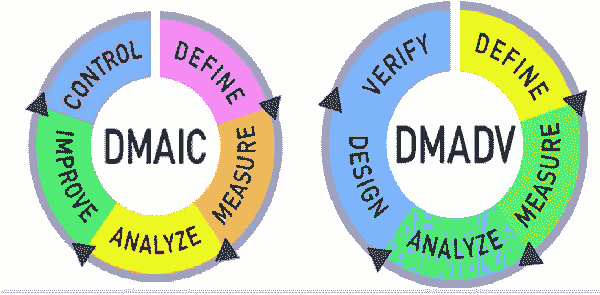 DMAIC
DEFINE
MEASURE
ANALYZE
IMPROVE
CONTROL
DMADV
DEFINE
MEASURE
ANALYZE
DESIGN
VERIFY